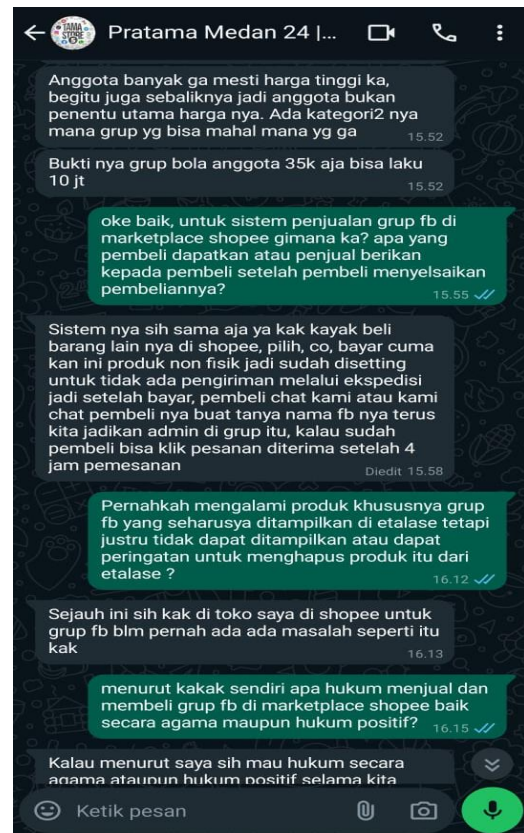 TAMA
STORE
Pratama Medan 24 |...
Anggota banyak ga mesti harga tinggi ka,
begitu juga sebaliknya jadi anggota bukan
penentu utama harga nya. Ada kategori2 nya
mana grup yg bisa mahal mana yg ga
15.52
Bukti nya grup bola anggota 35k aja bisa laku
10 jt
15.52
oke baik, untuk sistem penjualan grup fb di
marketplace shopee gimana ka? apa yang
pembeli dapatkan atau penjual berikan
kepada pembeli setelah pembeli menyelsaikan
pembeliannya?
15.55
Sistem nya sih sama aja ya kak kayak beli
barang lain nya di shopee, pilih, co, bayar cuma
kan ini produk non fisik jadi sudah disetting
untuk tidak ada pengiriman melalui ekspedisi
jadi setelah bayar, pembeli chat kami atau kami
chat pembeli nya buat tanya nama fb nya terus
kita jadikan admin di grup itu, kalau sudah
pembeli bisa klik pesanan diterima setelah 4
jam pemesanan
Diedit 15.58
Pernahkah mengalami produk khususnya grup
fb yang seharusya ditampilkan di etalase tetapi
justru tidak dapat ditampilkan atau dapat
peringatan untuk menghapus produk itu dari
etalase ?
16.12
Sejauh ini sih kak di toko saya di shopee untuk
grup fb blm pernah ada ada masalah seperti itu
kak
16.13
menurut kakak sendiri apa hukum menjual dan
membeli grup fb di marketplace shopee baik
secara agama maupun hukum positif?
16.15
Kalau menurut saya sih mau hukum secara
agama ataupun hukum positif selama kita
Ketik pesan